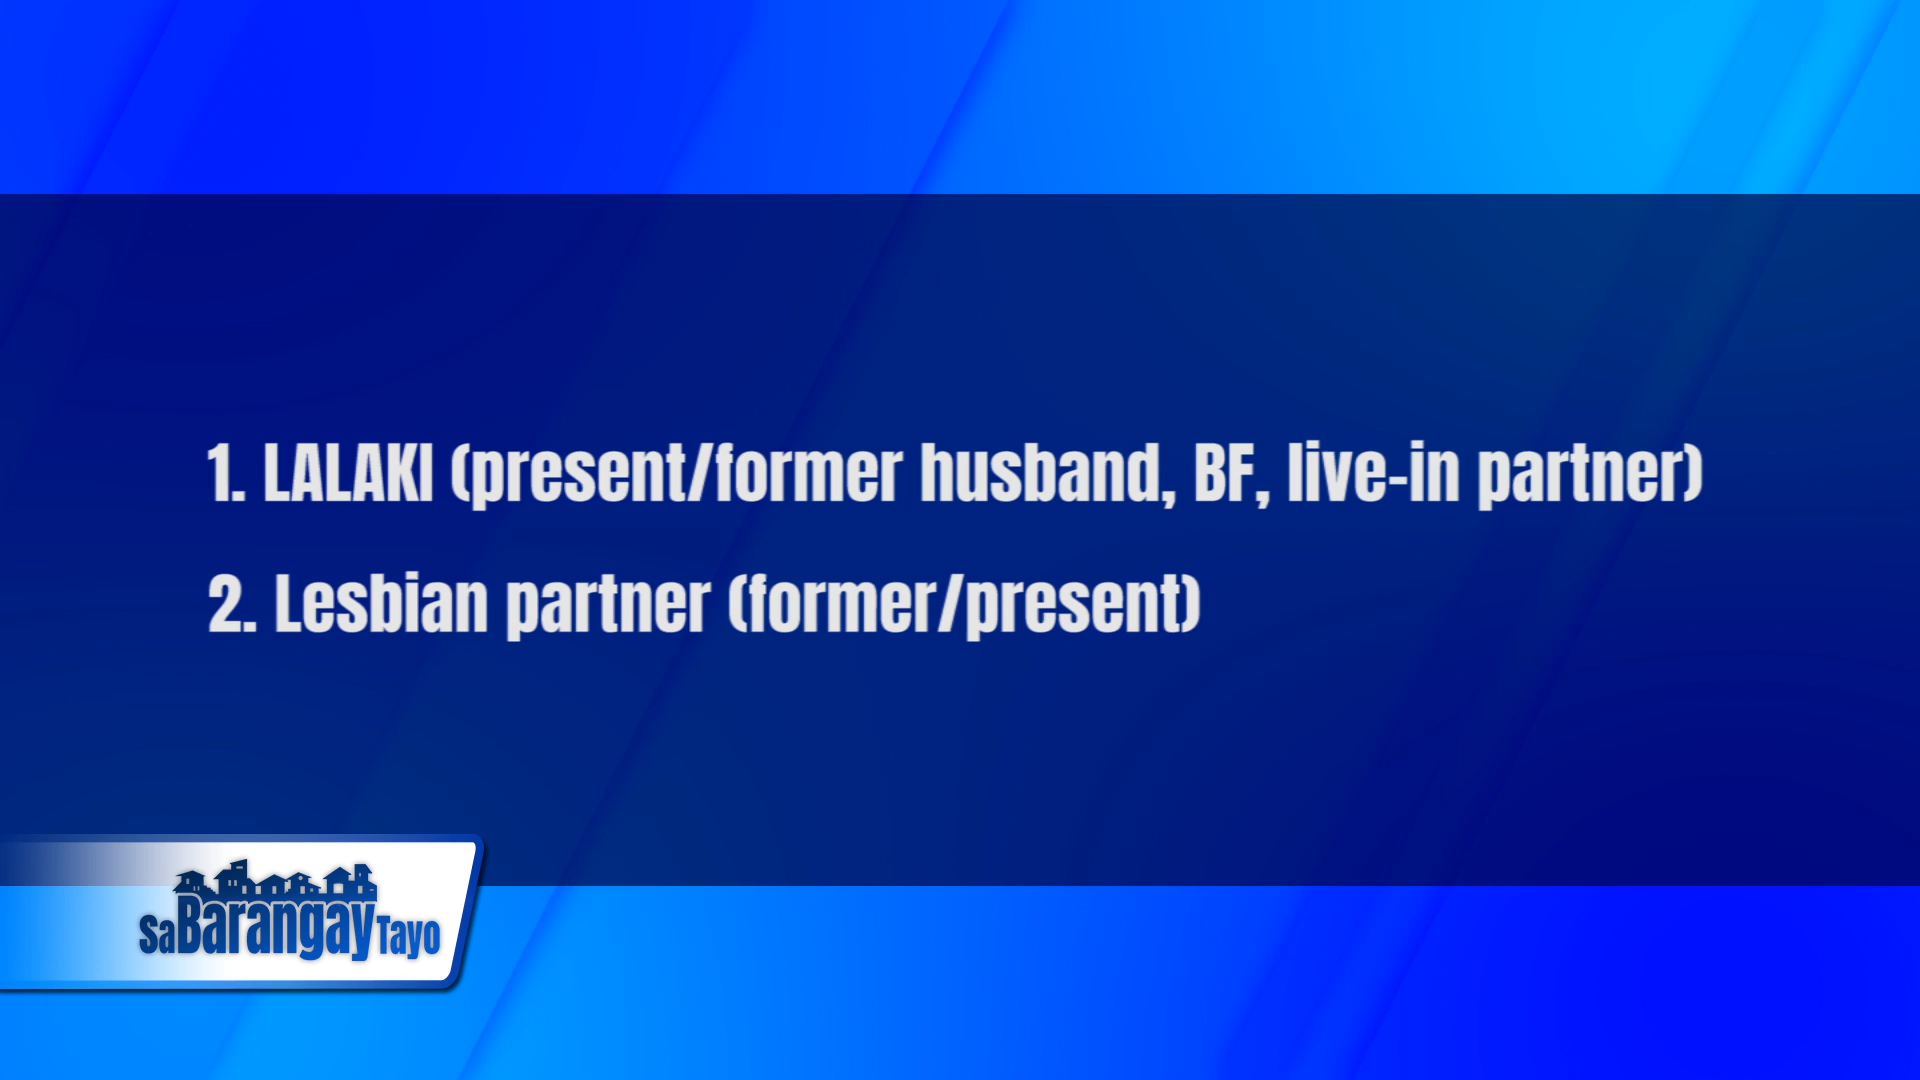 1. LALAKI (present/former husband, BF, live-in partner)
2. Lesbian partner (former/present)
SaBarangayTayo